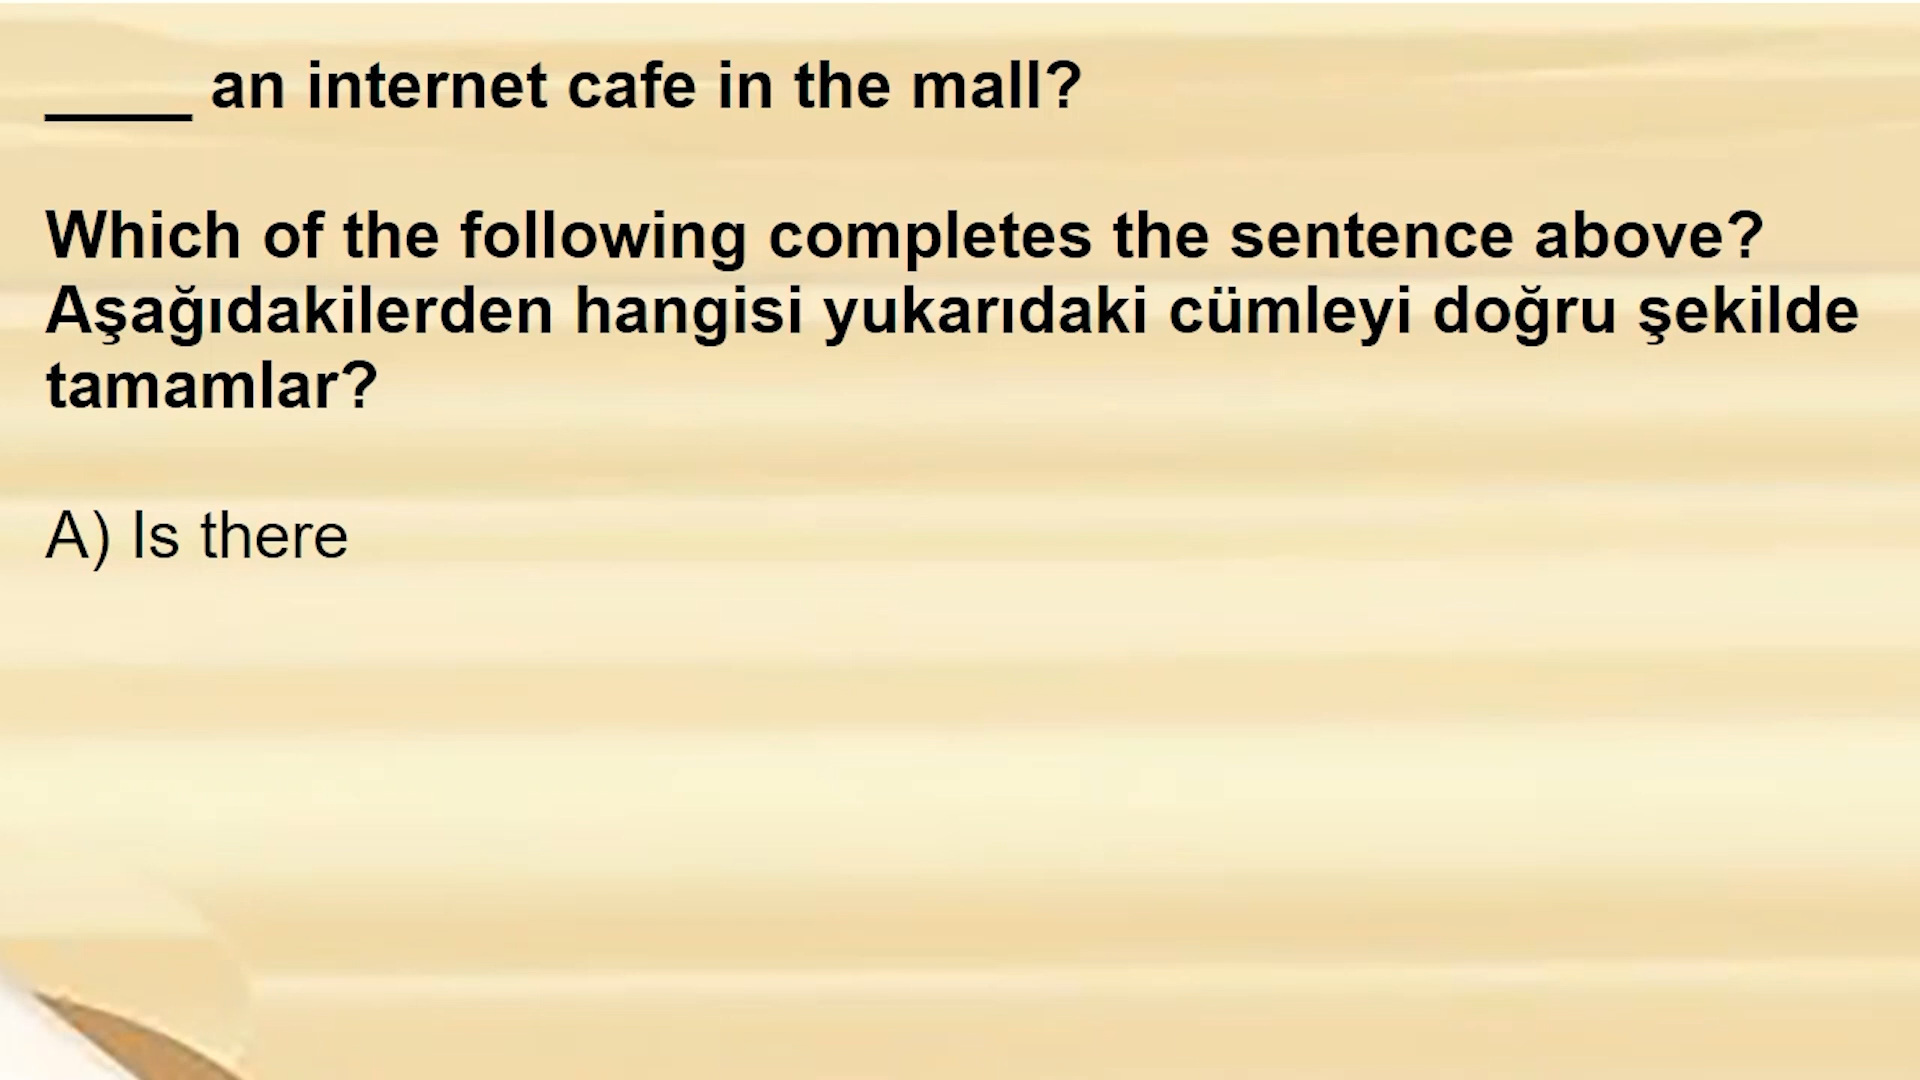 ____ an internet cafe in the mall?
Which of the following completes the sentence above?
Aşağıdakilerden hangisi yukarıdaki cümleyi doğru şekilde
tamamlar?
A) Is there